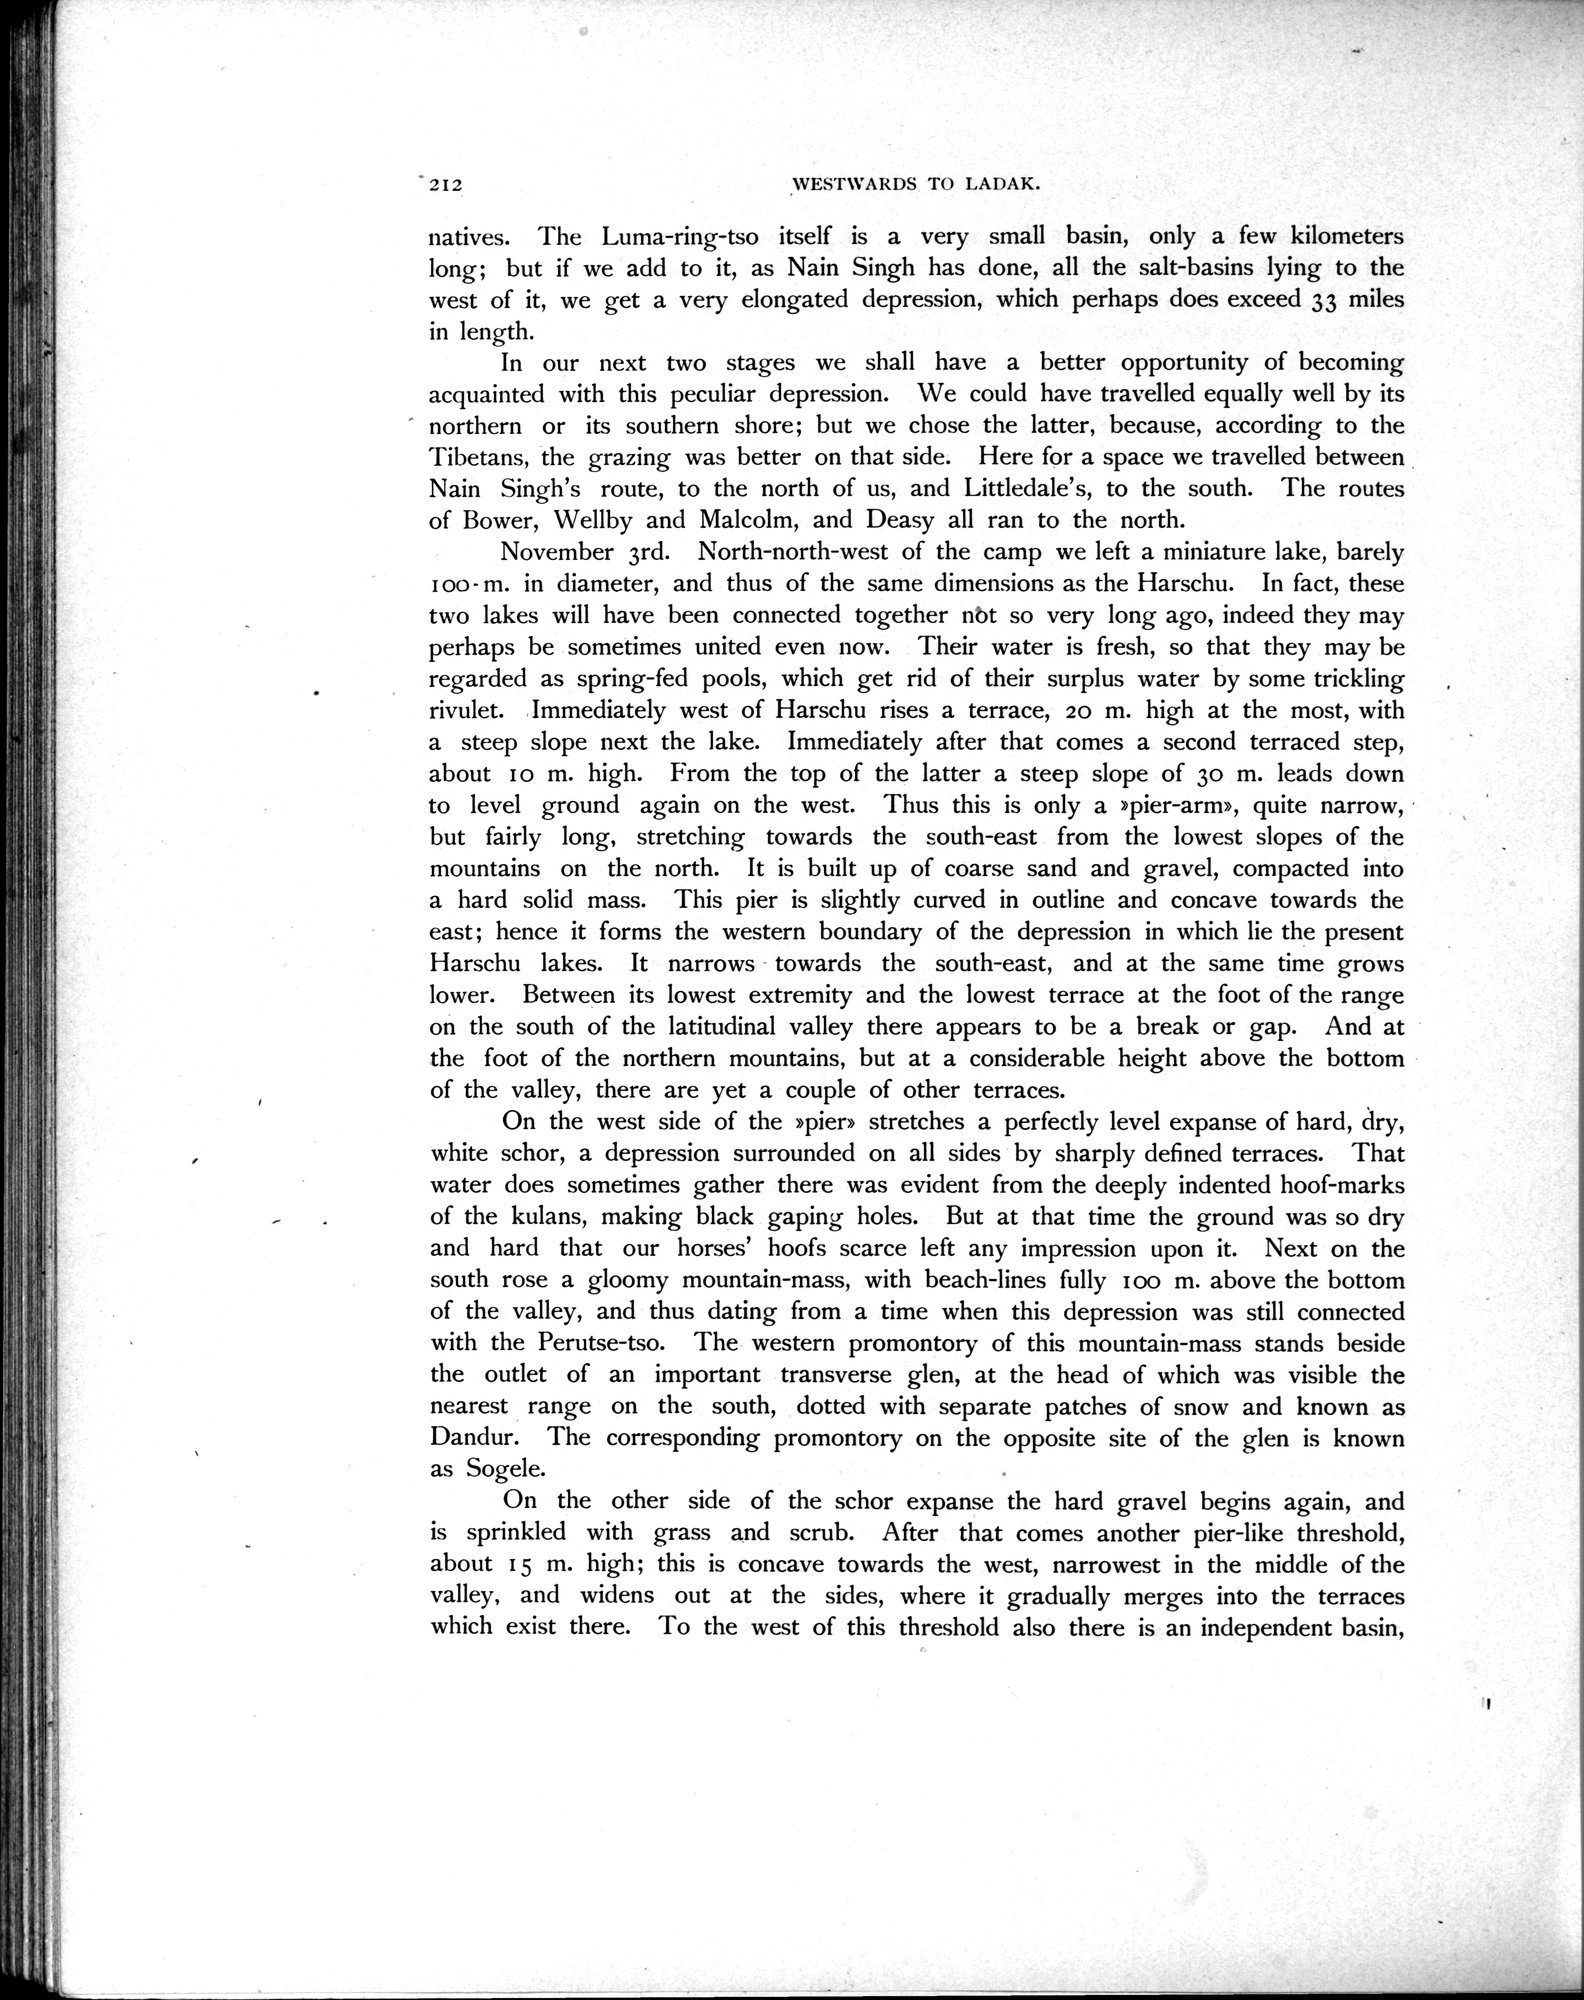 212
WESTWARDS TO LADAK.
natives. The Luma-ring-tso itself is a very small basin, only a few kilometers
long; but if we add to it, as Nain Singh has done, all the salt-basins lying to the
west of it, we get a very elongated depression, which perhaps does exceed 33 miles
in length.
In our next two stages we shall have a better opportunity of becoming
acquainted with this peculiar depression. We could have travelled equally well by its
northern or its southern shore; but we chose the latter, because, according to the
Tibetans, the grazing was better on that side. Here for a space we travelled between
Nain Singh's route, to the north of us, and Littledale's, to the south. The routes
of Bower, Wellby and Malcolm, and Deasy all ran to the north.
November 3rd. North-north-west of the camp we left a miniature lake, barely
100 m. in diameter, and thus of the same dimensions as the Harschu. In fact, these
two lakes will have been connected together not so very long ago, indeed they may
perhaps be sometimes united even now. Their water is fresh, so that they may be
regarded as spring-fed pools, which get rid of their surplus water by some trickling
rivulet. Immediately west of Harschu rises a terrace, 20 m. high at the most, with
a steep slope next the lake. Immediately after that comes a second terraced step,
about 10 m. high. From the top of the latter a steep slope of 30 m. leads down
to level ground again on the west. Thus this is only a »pier-arm», quite narrow,
but fairly long, stretching towards the south-east from the lowest slopes of the
mountains on the north. It is built up of coarse sand and gravel, compacted into
a hard solid mass. This pier is slightly curved in outline and concave towards the
east; hence it forms the western boundary of the depression in which lie the present
Harschu lakes. It narrows towards the south-east, and at the same time grows
lower. Between its lowest extremity and the lowest terrace at the foot of the range
on the south of the latitudinal valley there appears to be a break or gap. And at
the foot of the northern mountains, but at a considerable height above the bottom
of the valley, there are yet a couple of other terraces.
On the west side of the »pier» stretches a perfectly level expanse of hard, dry,
white schor, a depression surrounded on all sides by sharply defined terraces. That
water does sometimes gather there was evident from the deeply indented hoof-marks
of the kulans, making black gaping holes. But at that time the ground was so dry
and hard that our horses' hoofs scarce left any impression upon it. Next on the
south rose a gloomy mountain-mass, with beach-lines fully 100 m. above the bottom
of the valley, and thus dating from a time when this depression was still connected
with the Perutse-tso. The western promontory of this mountain-mass stands beside
the outlet of an important transverse glen, at the head of which was visible the
nearest range on the south, dotted with separate patches of snow and known as
Dandur. The corresponding promontory on the opposite site of the glen is known
as Sogele.
On the other side of the schor expanse the hard gravel begins again, and
is sprinkled with grass and scrub. After that comes another pier-like threshold,
about 15 m. high; this is concave towards the west, narrowest in the middle of the
valley, and widens out at the sides, where it gradually merges into the terraces
which exist there. To the west of this threshold also there is an independent basin,